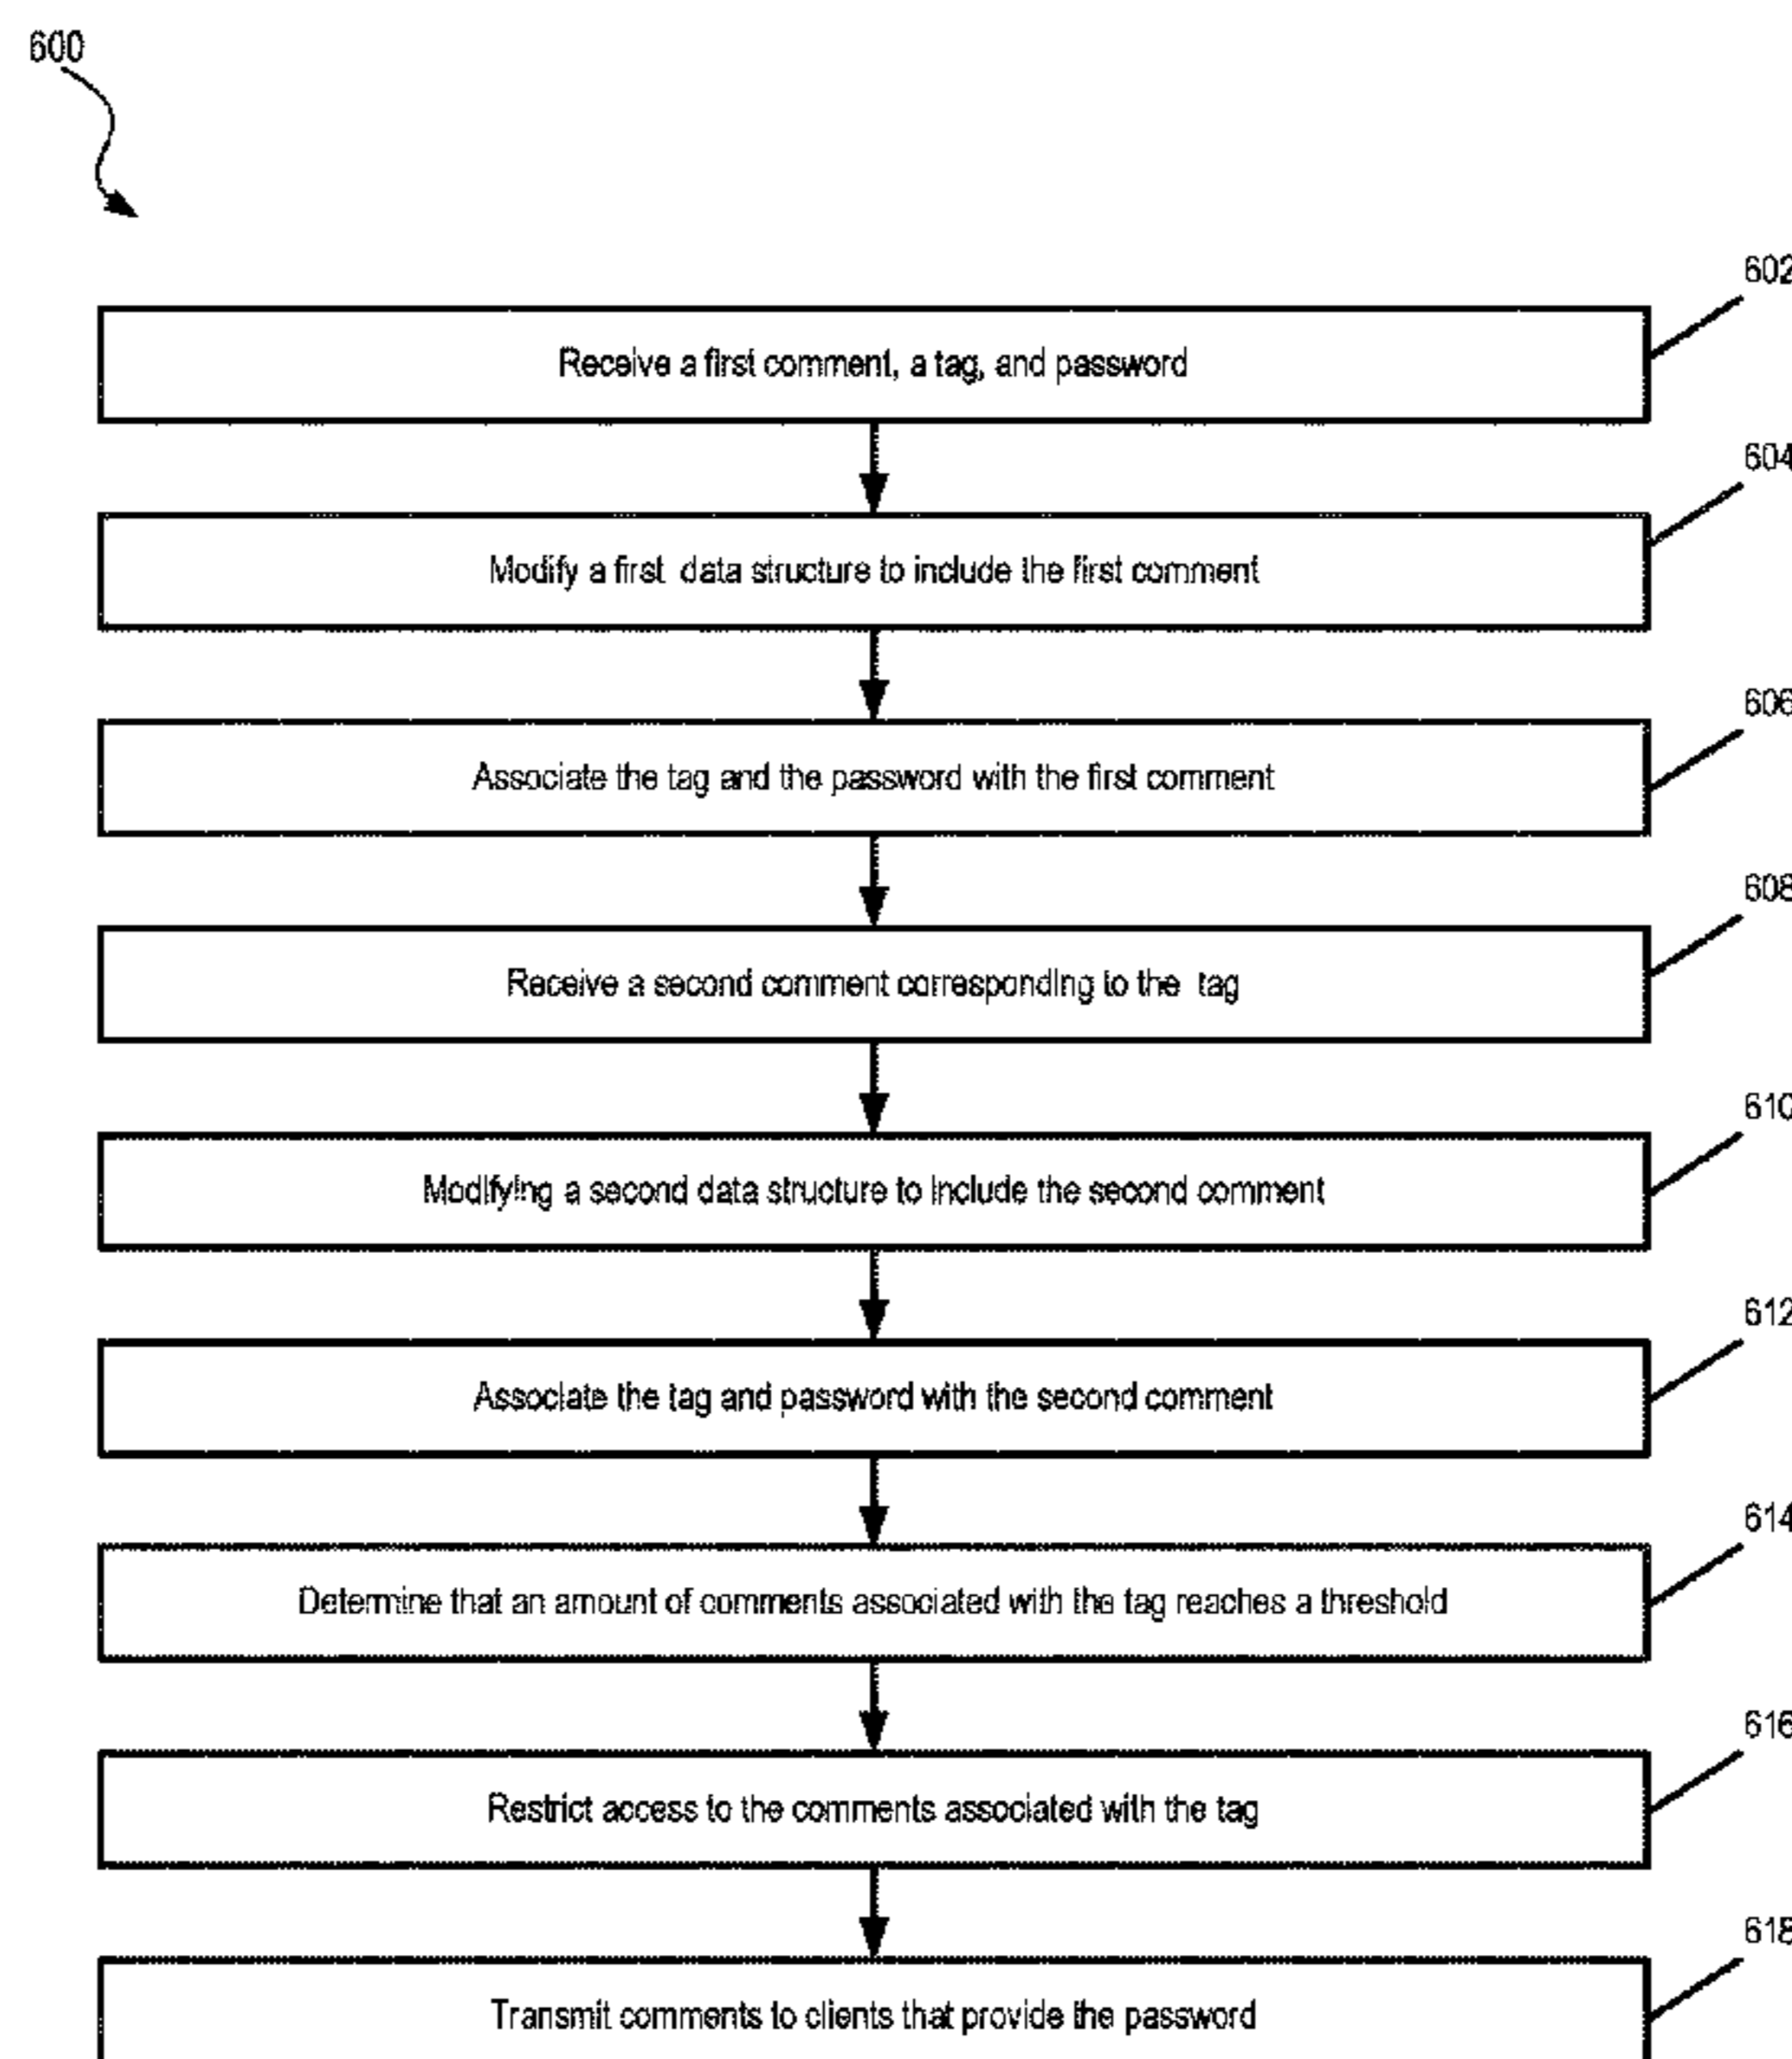 600
602
Receive a first comment, a tag, and password
604
Modify a first data structure to include the first comment
606
Associate the tag and the password with the first comment
608
Receive a second comment corresponding to the tag
610
Modifying a second data structure to include the second comment
612
Associate the tag and password with the second comment
614
Determine that an amount of comments associated with the tag reaches a threshold
616
Restrict access to the comments associated with the tag
618
Transmit comments to clients that provide the password